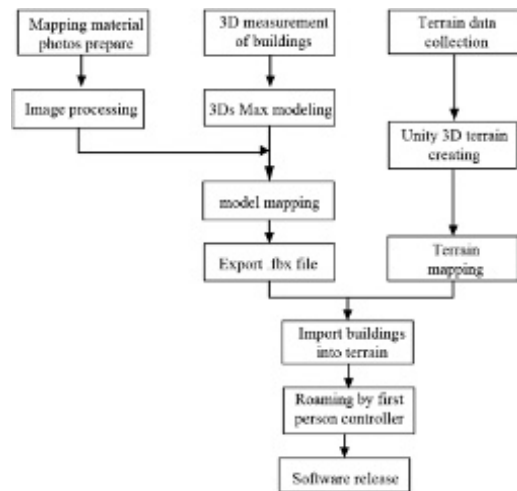 Mapping material
photos prepare
3D measurement
of buildings
Terrain data
collection
Image processing
3Ds Max modeling
Unity 3D terrain
creating
model mapping
Export .fbx file
Terrain
mapping
Import buildings
into terrain
Roaming by first
person controller
Software release